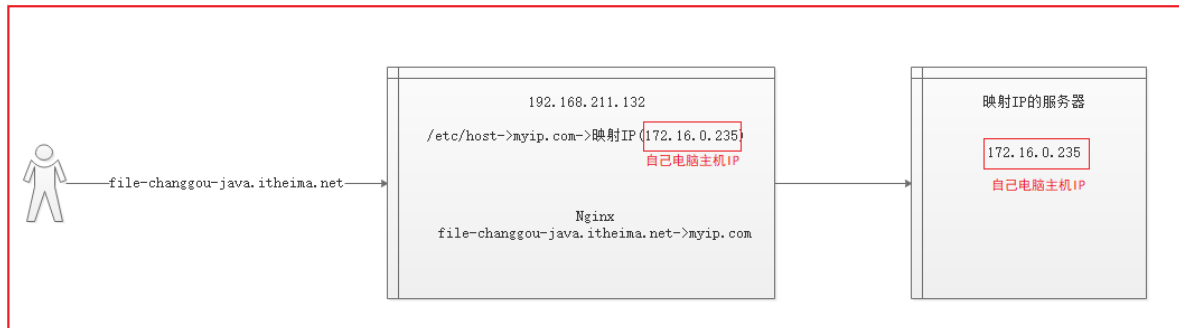 file-changgou-java.itheima.net
192.168.211.132
/etc/host->myip.com->映射IP(172.16.0.235)
自己电脑主机IP
Nginx
file-changgou-java.itheima.net->myip.com
映射IP的服务器
172.16.0.235
自己电脑主机IP